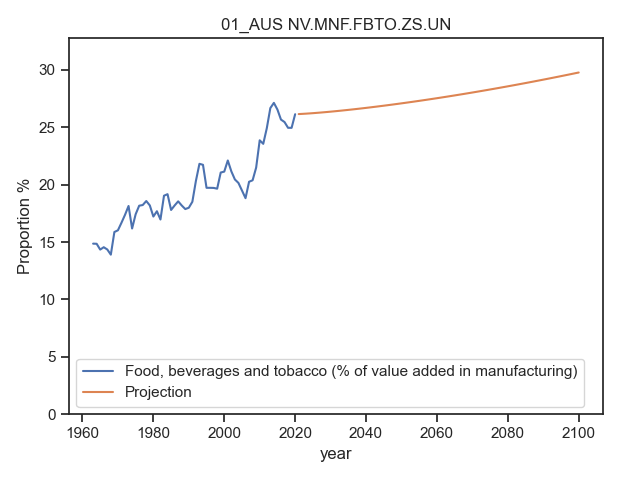 01_AUS NV.MNF.FBTO.ZS.UN
Proportion %
30
25
20
15
10
5
0
Food, beverages and tobacco (% of value added in manufacturing)
Projection
1960 1980 2000 2020 2040 2060 2080 2100
year